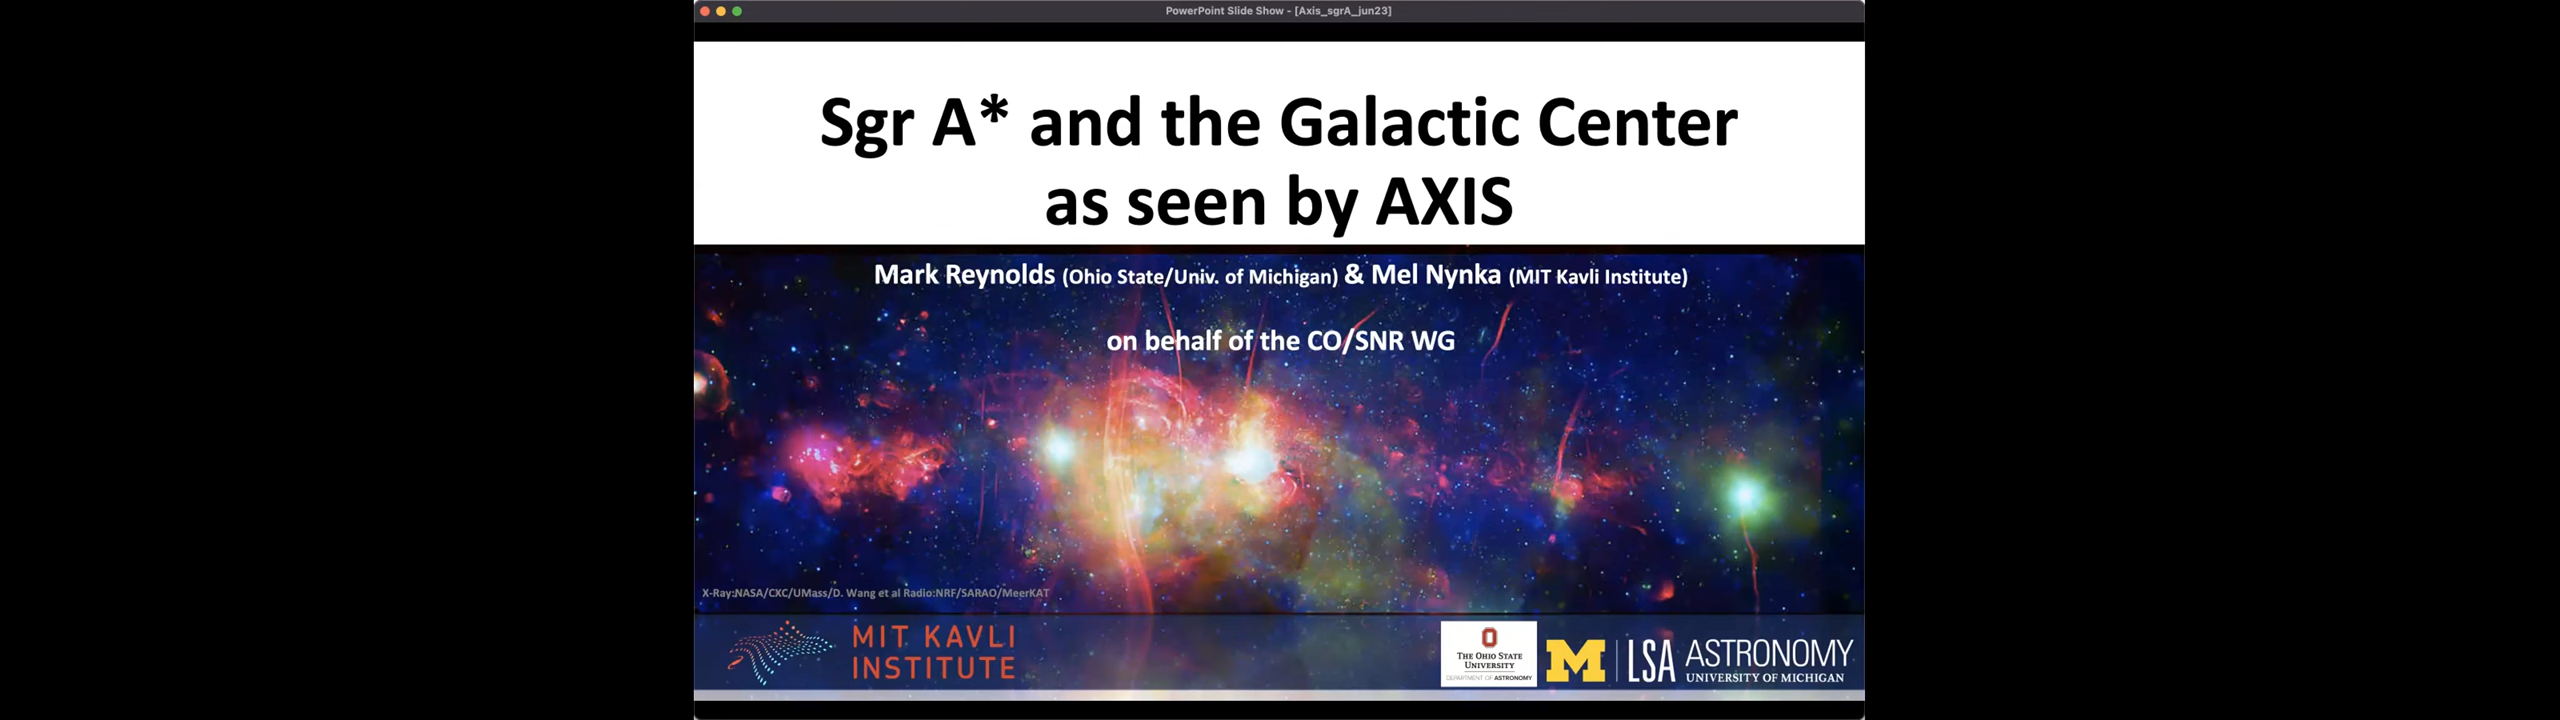 PowerPoint Slide Show - [Axis_sgrA_jun23]
Sgr A* and the Galactic Center
as seen by AXIS
Mark Reynolds (Ohio State/Univ. of Michigan) & Mel Nynka (MIT Kavli Institute)
on behalf of the CO/SNR WG
X-Ray:NASA/CXC/UMass/D. Wang et al Radio:NRF/SARAO/MeerKAT
MIT KAVLI
INSTITUTE
O
THE OHIO STATE
UNIVERSITY
DEPARTMENT OF ASTRONOMY
M
LSA
ASTRONOMY
UNIVERSITY OF MICHIGAN